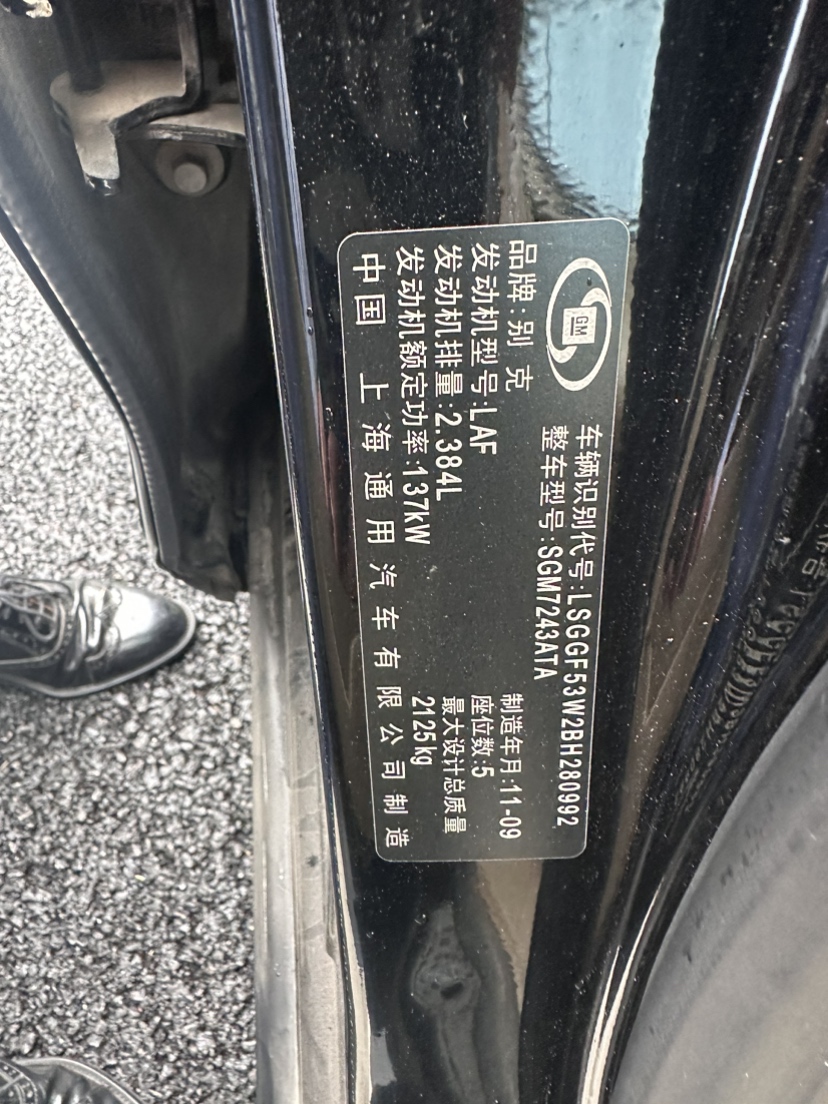 GM
车辆识别代号:LSGGF53W2BH280992
整车型号:SGM7243ATA
品牌:别克
制造年月:11-09
发动机型号:LAF
座位数:5
发动机排量:2.384L
最大设计总质量
2125kg
发动机额定功率:137kW
中国 上海通用汽车有限公司制造